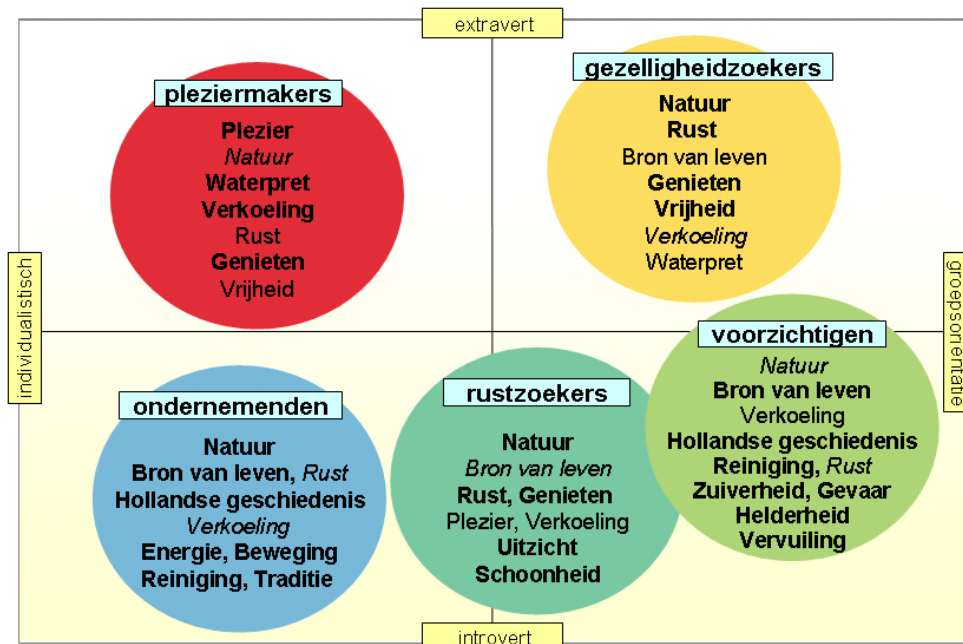 extravert
pleziermakers
Plezier
Natuur
Waterpret
Verkoeling
Rust
Genieten
Vrijheid
gezelligheidzoekers
Natuur
Rust
Bron van leven
Genieten
Vrijheid
Verkoeling
Waterpret
individualistisch
groepsorientatie
ondernemenden
Natuur
Bron van leven, Rust
Hollandse geschiedenis
Verkoeling
Energie, Beweging
Reiniging, Traditie
rustzoekers
Natuur
Bron van leven
Rust, Genieten
Plezier, Verkoeling
Uitzicht
Schoonheid
voorzichtigen
Natuur
Bron van leven
Verkoeling
Hollandse geschiedenis
Reiniging, Rust
Zuiverheid, Gevaar
Helderheid
Vervuiling
introvert